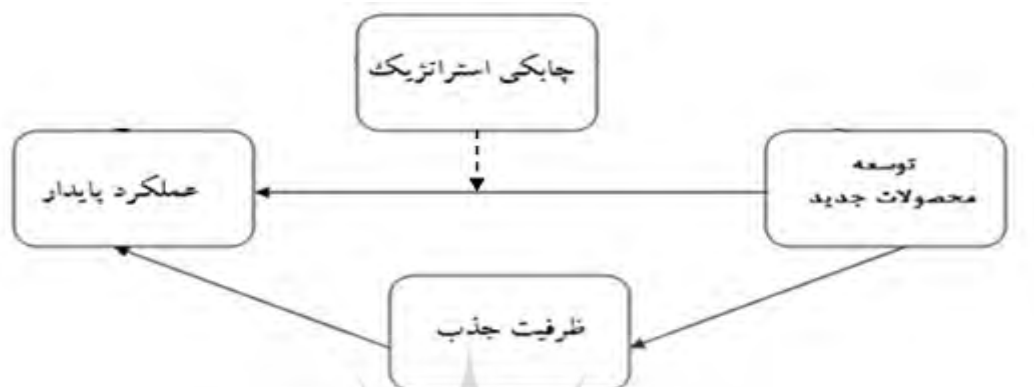 چابکی استراتژیک
توسعه
محصولات جدید
عملکرد پایدار
ظرفیت جذب